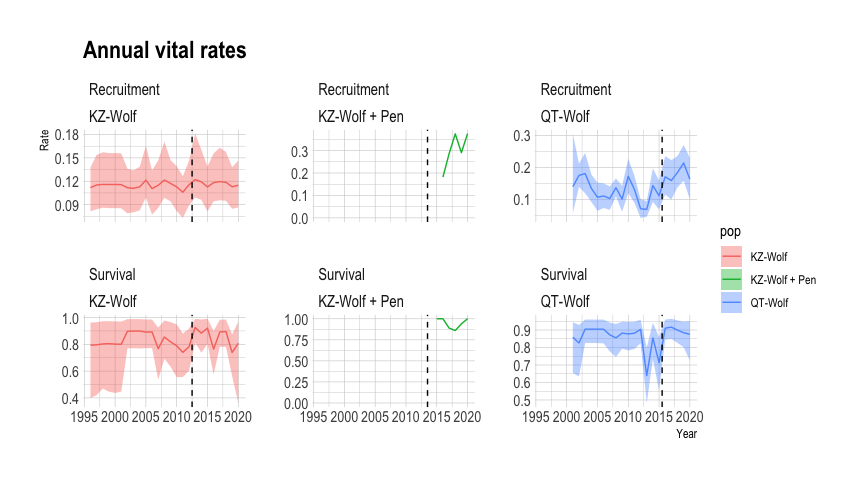 Annual vital rates
Recruitment Recruitment Recruitment
KZ-Wolf KZ-Wolf + Pen QT-Wolf
Rate
0.18 0.3
0.15 0.3
0.12 0.2 0.2
0.09 0.1 0.1
0.0
pop
KZ-Wolf
KZ-Wolf + Pen
QT-Wolf
Survival Survival Survival
KZ-Wolf KZ-Wolf + Pen QT-Wolf
1.0 1.00 0.9
0.8 0.75 0.8
0.6 0.50 0.7
0.4 0.25 0.6
0.00 0.5
1995 2000 2005 2010 2015 2020 1995 2000 2005 2010 2015 2020 1995 2000 2005 2010 2015 2020
Year